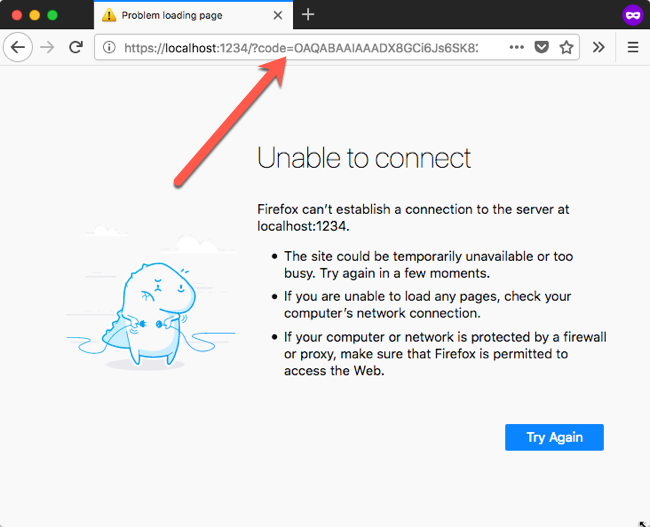 Problem loading page
https://localhost:1234/?code=OAQABAAIAAADX8GCi6Js6SK82
Unable to connect
Firefox can’t establish a connection to the server at
localhost:1234.
The site could be temporarily unavailable or too
busy. Try again in a few moments.
If you are unable to load any pages, check your
computer’s network connection.
If your computer or network is protected by a firewall
or proxy, make sure that Firefox is permitted to
access the Web.
Try Again